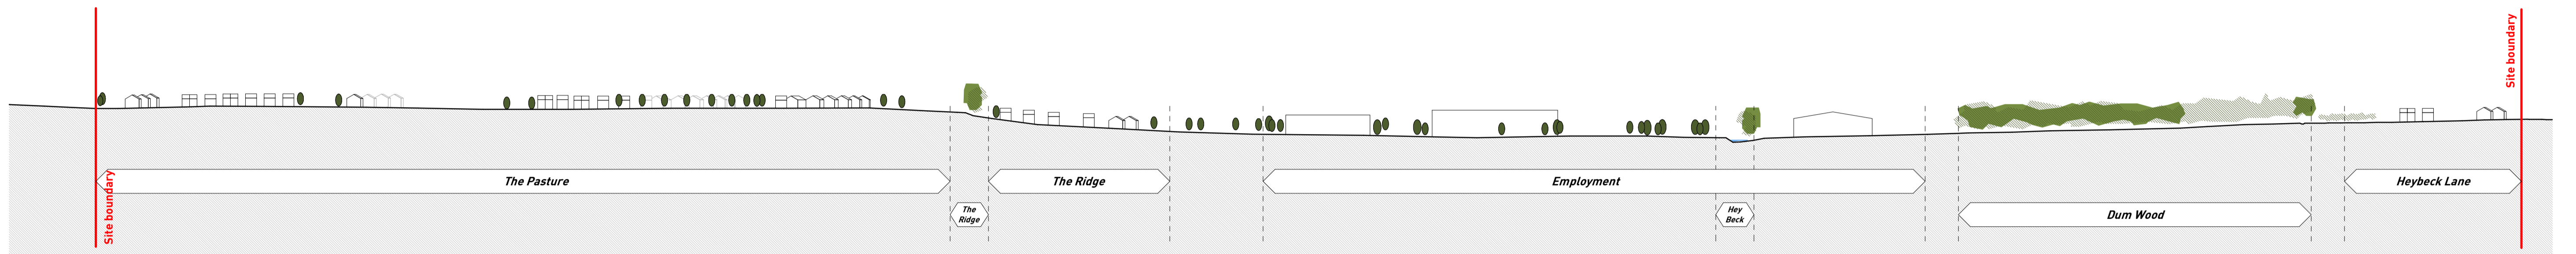 Site boundary
Site boundary
The Pasture
The Ridge
Employment
Heybeck Lane
The
Ridge
Hey
Beck
Dum Wood